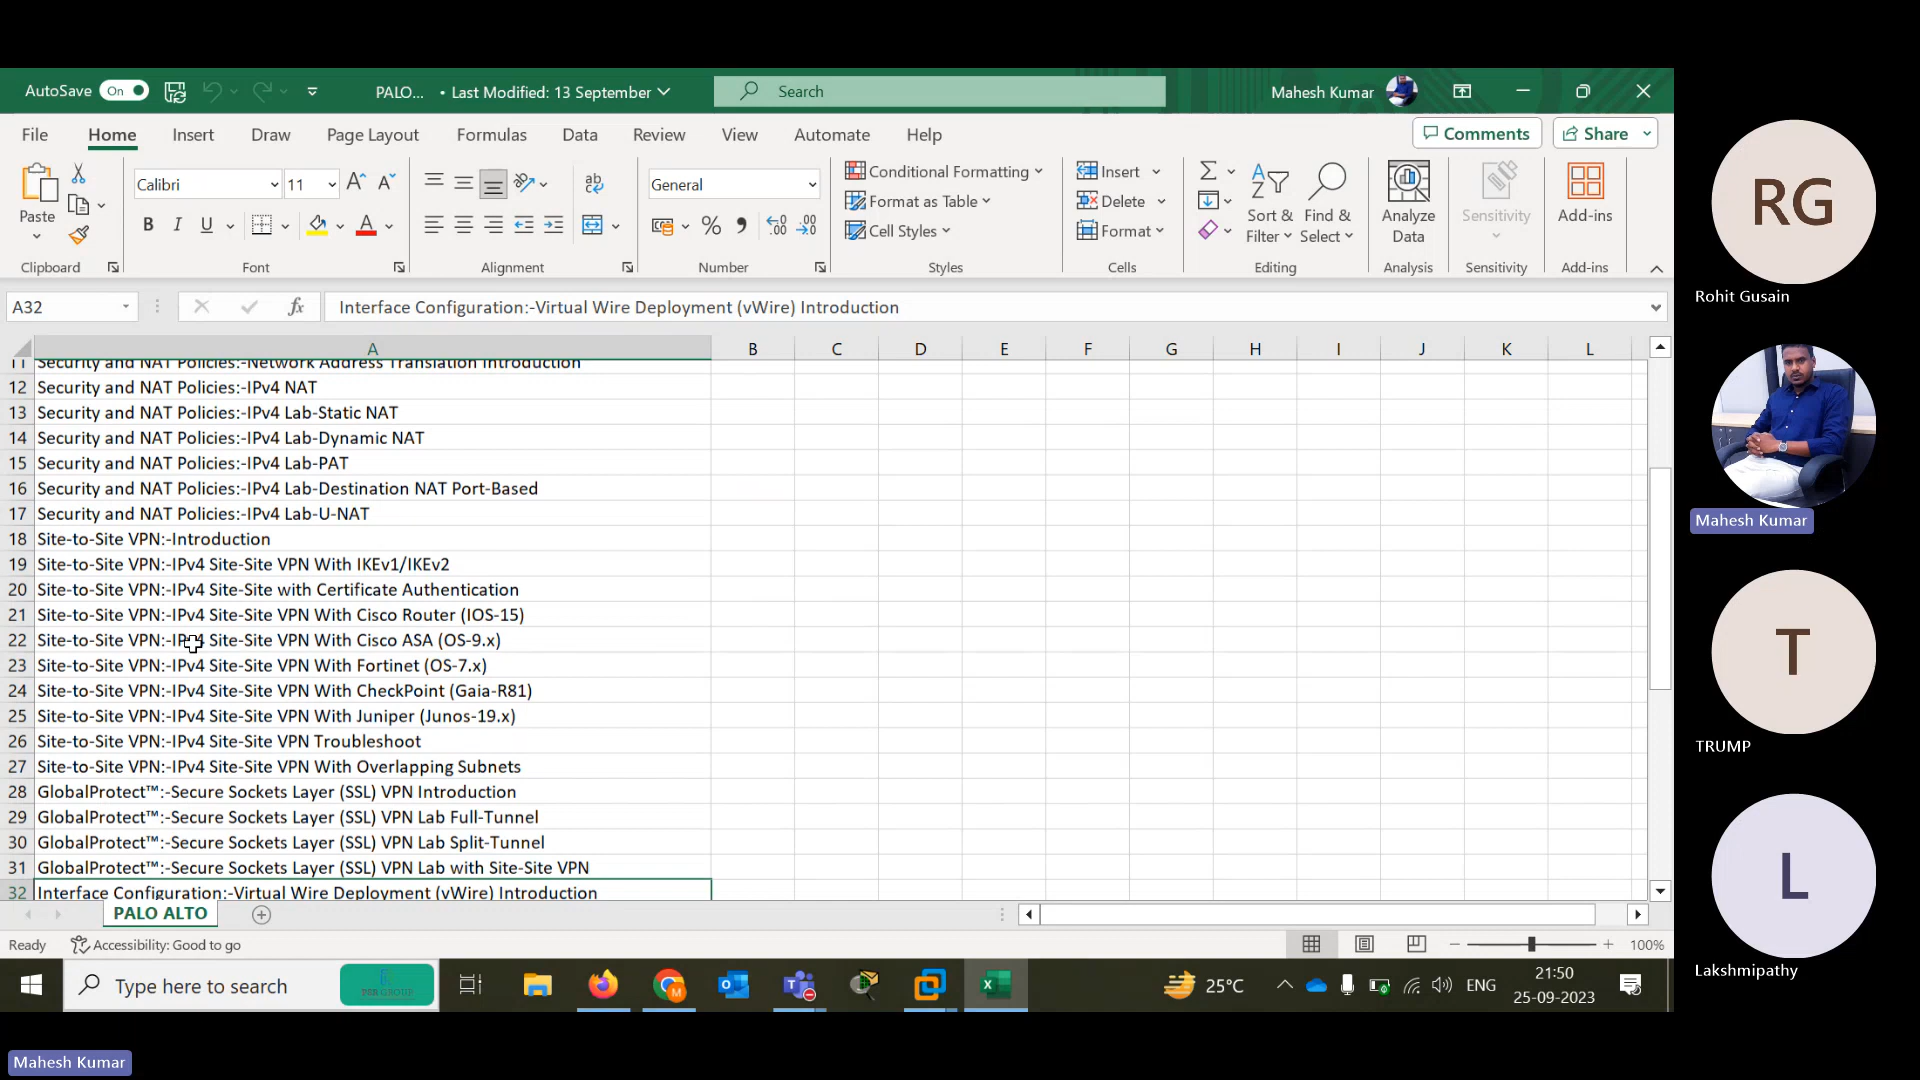 AutoSave On PALO... • Last Modified: 13 September Search Mahesh Kumar
File Home Insert Draw Page Layout Formulas Data Review View Automate Help Comments Share
Paste
Calibri 11
B I U
ab
General
% ,
Conditional Formatting
Format as Table
Cell Styles
Insert
Delete
Format
Sort & Filter
Find & Select
Analyze Data
Sensitivity
Add-ins
Clipboard Font Alignment Number Styles Cells Editing Analysis Sensitivity Add-ins
A32 fx Interface Configuration:-Virtual Wire Deployment (vWire) Introduction
A B C D E F G H I J K L
11 Security and NAT Policies:-Network Address Translation Introduction
12 Security and NAT Policies:-IPv4 NAT
13 Security and NAT Policies:-IPv4 Lab-Static NAT
14 Security and NAT Policies:-IPv4 Lab-Dynamic NAT
15 Security and NAT Policies:-IPv4 Lab-PAT
16 Security and NAT Policies:-IPv4 Lab-Destination NAT Port-Based
17 Security and NAT Policies:-IPv4 Lab-U-NAT
18 Site-to-Site VPN:-Introduction
19 Site-to-Site VPN:-IPv4 Site-Site VPN With IKEv1/IKEv2
20 Site-to-Site VPN:-IPv4 Site-Site with Certificate Authentication
21 Site-to-Site VPN:-IPv4 Site-Site VPN With Cisco Router (IOS-15)
22 Site-to-Site VPN:-IPv4 Site-Site VPN With Cisco ASA (OS-9.x)
23 Site-to-Site VPN:-IPv4 Site-Site VPN With Fortinet (OS-7.x)
24 Site-to-Site VPN:-IPv4 Site-Site VPN With CheckPoint (Gaia-R81)
25 Site-to-Site VPN:-IPv4 Site-Site VPN With Juniper (Junos-19.x)
26 Site-to-Site VPN:-IPv4 Site-Site VPN Troubleshoot
27 Site-to-Site VPN:-IPv4 Site-Site VPN With Overlapping Subnets
28 GlobalProtect™:-Secure Sockets Layer (SSL) VPN Introduction
29 GlobalProtect™:-Secure Sockets Layer (SSL) VPN Lab Full-Tunnel
30 GlobalProtect™:-Secure Sockets Layer (SSL) VPN Lab Split-Tunnel
31 GlobalProtect™:-Secure Sockets Layer (SSL) VPN Lab with Site-Site VPN
32 Interface Configuration:-Virtual Wire Deployment (vWire) Introduction
PALO ALTO
Ready Accessibility: Good to go 100%
Type here to search 25°C ENG 21:50
25-09-2023
RG
Rohit Gusain
Mahesh Kumar
T
TRUMP
L
Lakshmipathy
Mahesh Kumar